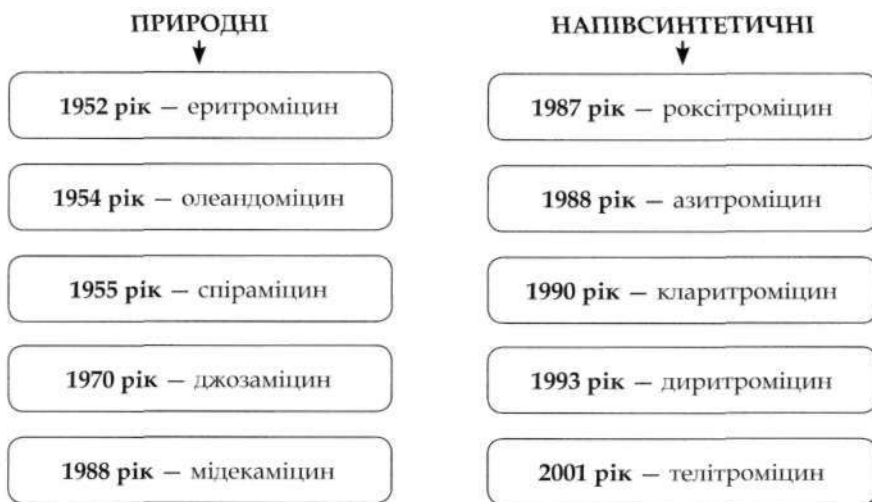 ПРИРОДНІ
1952 рік — еритроміцин
1954 рік — олеандоміцин
1955 рік — спіраміцин
1970 рік — джозаміцин
1988 рік — мідекаміцин
НАПІВСИНТЕТИЧНІ
1987 рік — роксітроміцин
1988 рік — азитроміцин
1990 рік — кларитроміцин
1993 рік — диритроміцин
2001 рік — телітроміцин